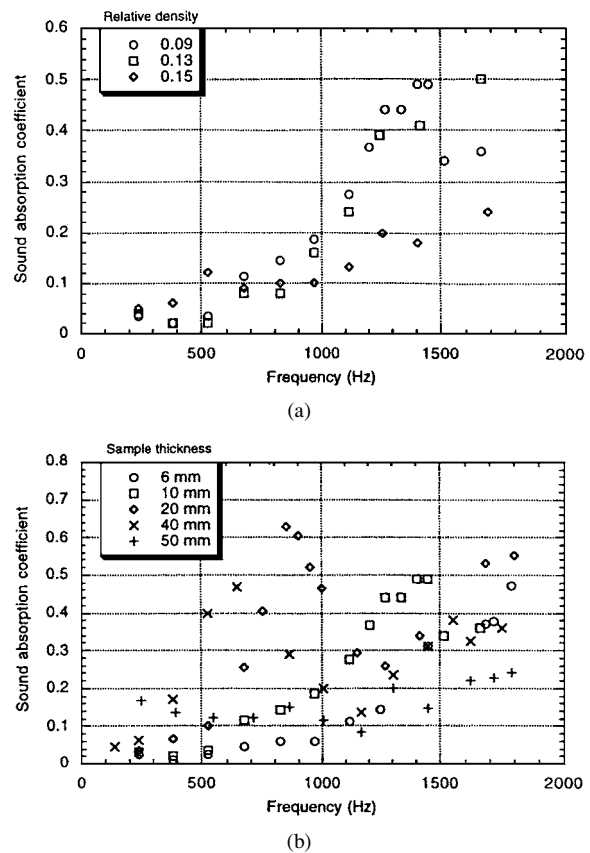 Relative density
0.09
0.13
0.15
0.6
0.5
0.4
0.3
0.2
0.1
0
Sound absorption coefficient
0 500 1000 1500 2000
Frequency (Hz)
(a)
Sample thickness
6 mm
10 mm
20 mm
40 mm
50 mm
0.8
0.7
0.6
0.5
0.4
0.3
0.2
0.1
0
Sound absorption coefficient
0 500 1000 1500 2000
Frequency (Hz)
(b)